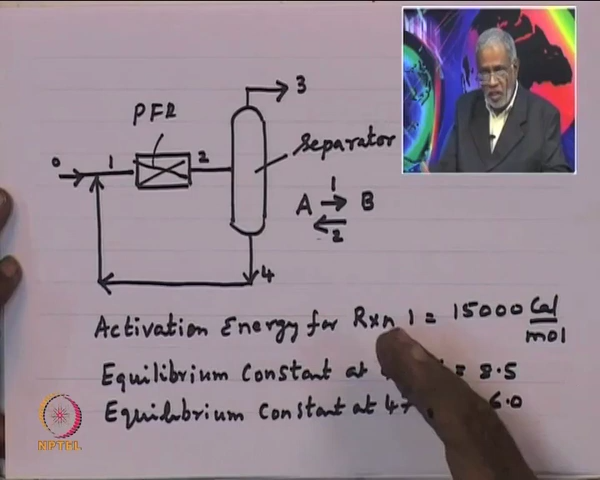 3
PFR
0
1
2
Separator
A 1 B
2
4
Activation Energy for Rxn 1 = 15000 Cal
mol
Equilibrium Constant at = 8.5
Equilibrium Constant at 47 6.0
NPTEL